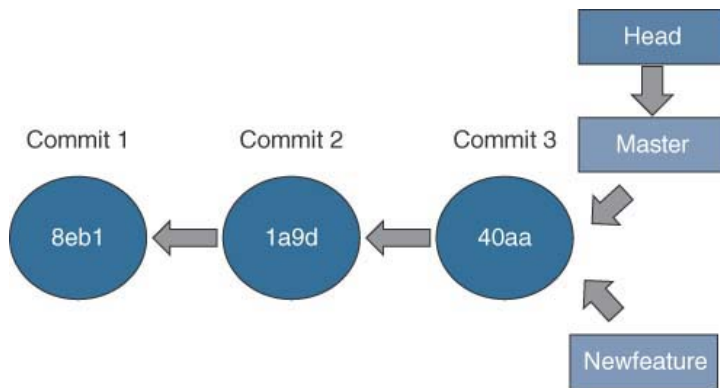 Head
Commit 1
Commit 2
Commit 3
Master
8eb1
1a9d
40aa
Newfeature